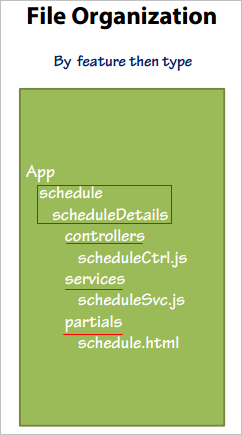 File Organization
By feature then type
App
schedule
scheduleDetails
controllers
scheduleCtrl.js
services
scheduleSvc.js
partials
schedule.html